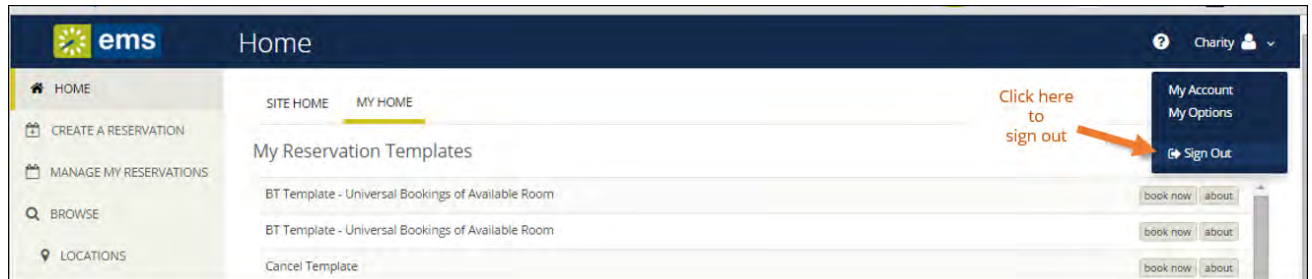 ems
Home
Charity
HOME
CREATE A RESERVATION
MANAGE MY RESERVATIONS
BROWSE
LOCATIONS
SITE HOME MY HOME
My Reservation Templates
BT Template - Universal Bookings of Available Room
book now about
BT Template - Universal Bookings of Available Room
book now about
Cancel Template
book now about
Click here
to
sign out
My Account
My Options
Sign Out